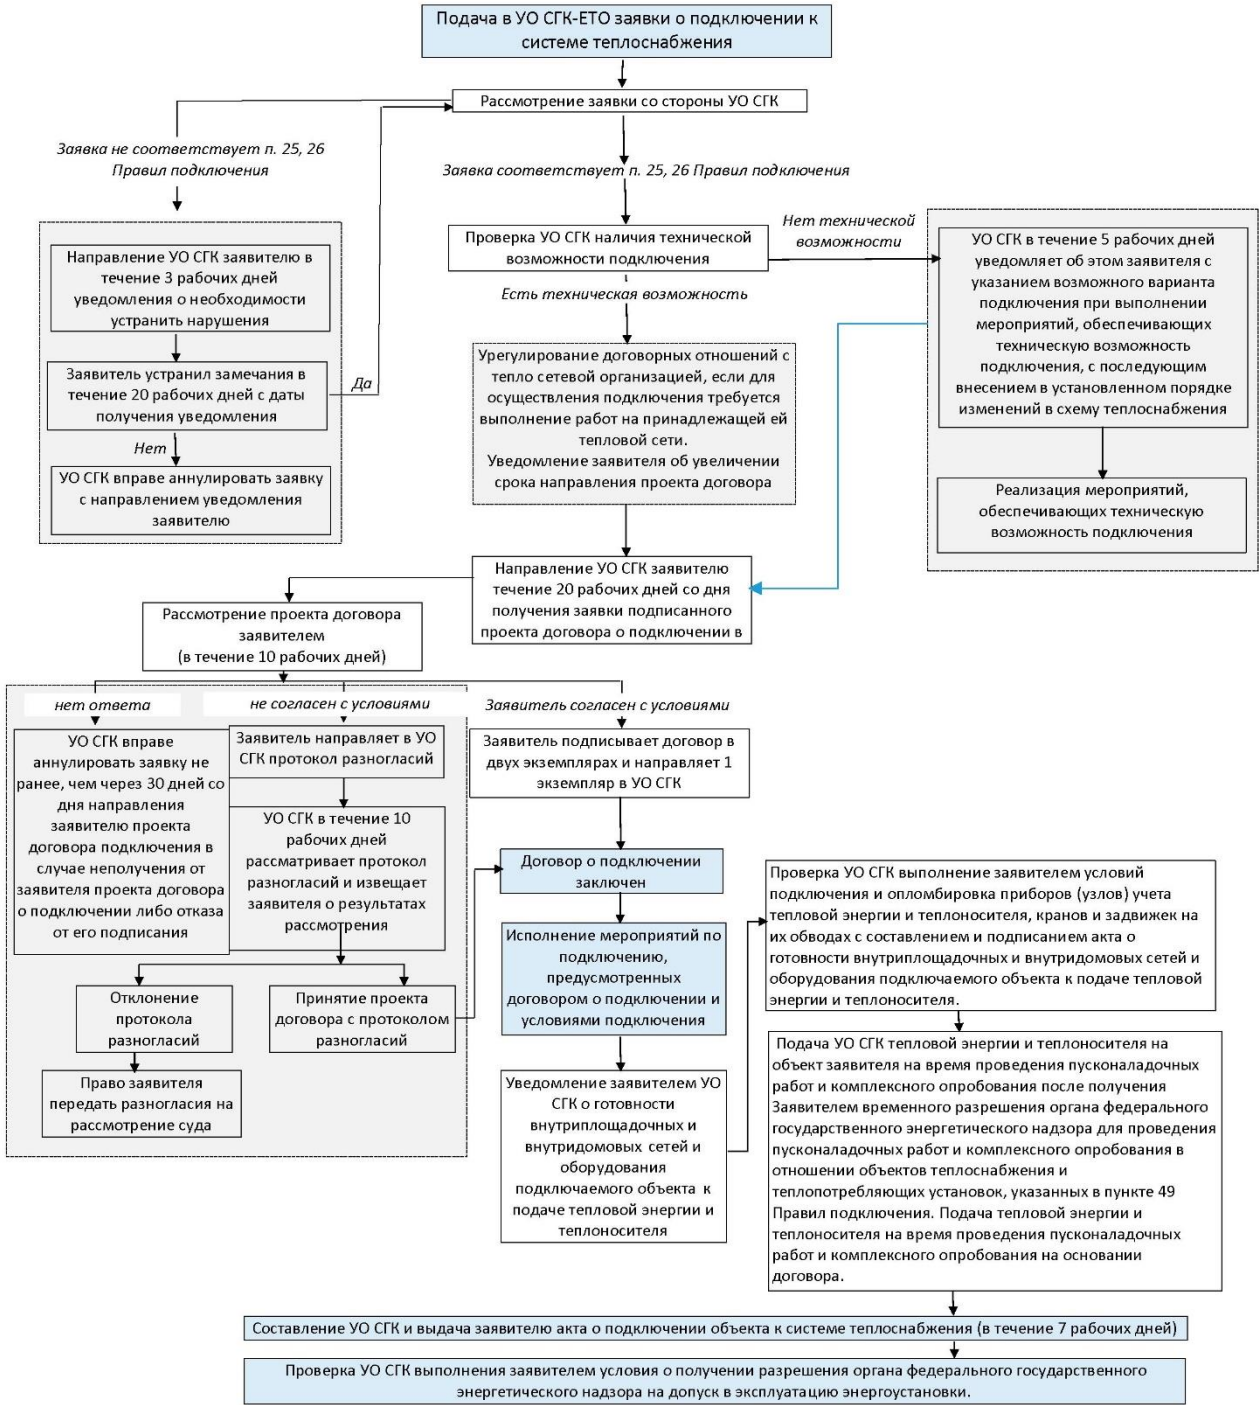 Подача в УО СГК-ЕТО заявки о подключении к
системе теплоснабжения
Рассмотрение заявки со стороны УО СГК
Заявка не соответствует п. 25, 26
Правил подключения
Заявка соответствует п. 25, 26 Правил подключения
Направление УО СГК заявителю в
течение 3 рабочих дней
уведомления о необходимости
устранить нарушения
Заявитель устранил замечания в
течение 20 рабочих дней с даты
получения уведомления
Да
Нет
УО СГК вправе аннулировать заявку
с направлением уведомления
заявителю
Проверка УО СГК наличия технической
возможности подключения
Нет технической
возможности
Есть техническая возможность
УО СГК в течение 5 рабочих дней
уведомляет об этом заявителя с
указанием возможного варианта
подключения при выполнении
мероприятий, обеспечивающих
техническую возможность
подключения, с последующим
внесением в установленном порядке
изменений в схему теплоснабжения
Реализация мероприятий,
обеспечивающих техническую
возможность подключения
Урегулирование договорных отношений с
тепло сетевой организацией, если для
осуществления подключения требуется
выполнение работ на принадлежащей ей
тепловой сети.
Уведомление заявителя об увеличении
срока направления проекта договора
Направление УО СГК заявителю
течение 20 рабочих дней со дня
получения заявки подписанного
проекта договора о подключении в
Рассмотрение проекта договора
заявителем
(в течение 10 рабочих дней)
нет ответа
не согласен с условиями
Заявитель согласен с условиями
УО СГК вправе
аннулировать заявку не
ранее, чем через 30 дней со
дня направления
заявителю проекта
договора подключения в
случае неполучения от
заявителя проекта договора
о подключении либо отказа
от его подписания
Заявитель направляет в УО
СГК протокол разногласий
УО СГК в течение 10
рабочих дней
рассматривает протокол
разногласий и извещает
заявителя о результатах
рассмотрения
Отклонение
протокола
разногласий
Принятие проекта
договора с протоколом
разногласий
Право заявителя
передать разногласия на
рассмотрение суда
Заявитель подписывает договор в
двух экземплярах и направляет 1
экземпляр в УО СГК
Договор о подключении
заключен
Исполнение мероприятий по
подключению,
предусмотренных
договором о подключении и
условиями подключения
Уведомление заявителем УО
СГК о готовности
внутриплощадочных и
внутридомовых сетей и
оборудования
подключаемого объекта к
подаче тепловой энергии и
теплоносителя
Проверка УО СГК выполнение заявителем условий
подключения и опломбировка приборов (узлов) учета
тепловой энергии и теплоносителя, кранов и задвижек на
их обводах с составлением и подписанием акта о
готовности внутриплощадочных и внутридомовых сетей и
и оборудования подключаемого объекта к подаче тепловой
энергии и теплоносителя.
Подача УО СГК тепловой энергии и теплоносителя на
объект заявителя на время проведения пусконаладочных
работ и комплексного опробования после получения
Заявителем временного разрешения органа федерального
государственного энергетического надзора для проведения
пусконаладочных работ и комплексного опробования в
отношении объектов теплоснабжения и
теплопотребляющих установок, указанных в пункте 49
Правил подключения. Подача тепловой энергии и
теплоносителя на время проведения пусконаладочных
работ и комплексного опробования на основании
договора.
Составление УО СГК и выдача заявителю акта о подключении объекта к системе теплоснабжения (в течение 7 рабочих дней)
Проверка УО СГК выполнения заявителем условия о получении разрешения органа федерального государственного
энергетического надзора на допуск в эксплуатацию энергоустановки.